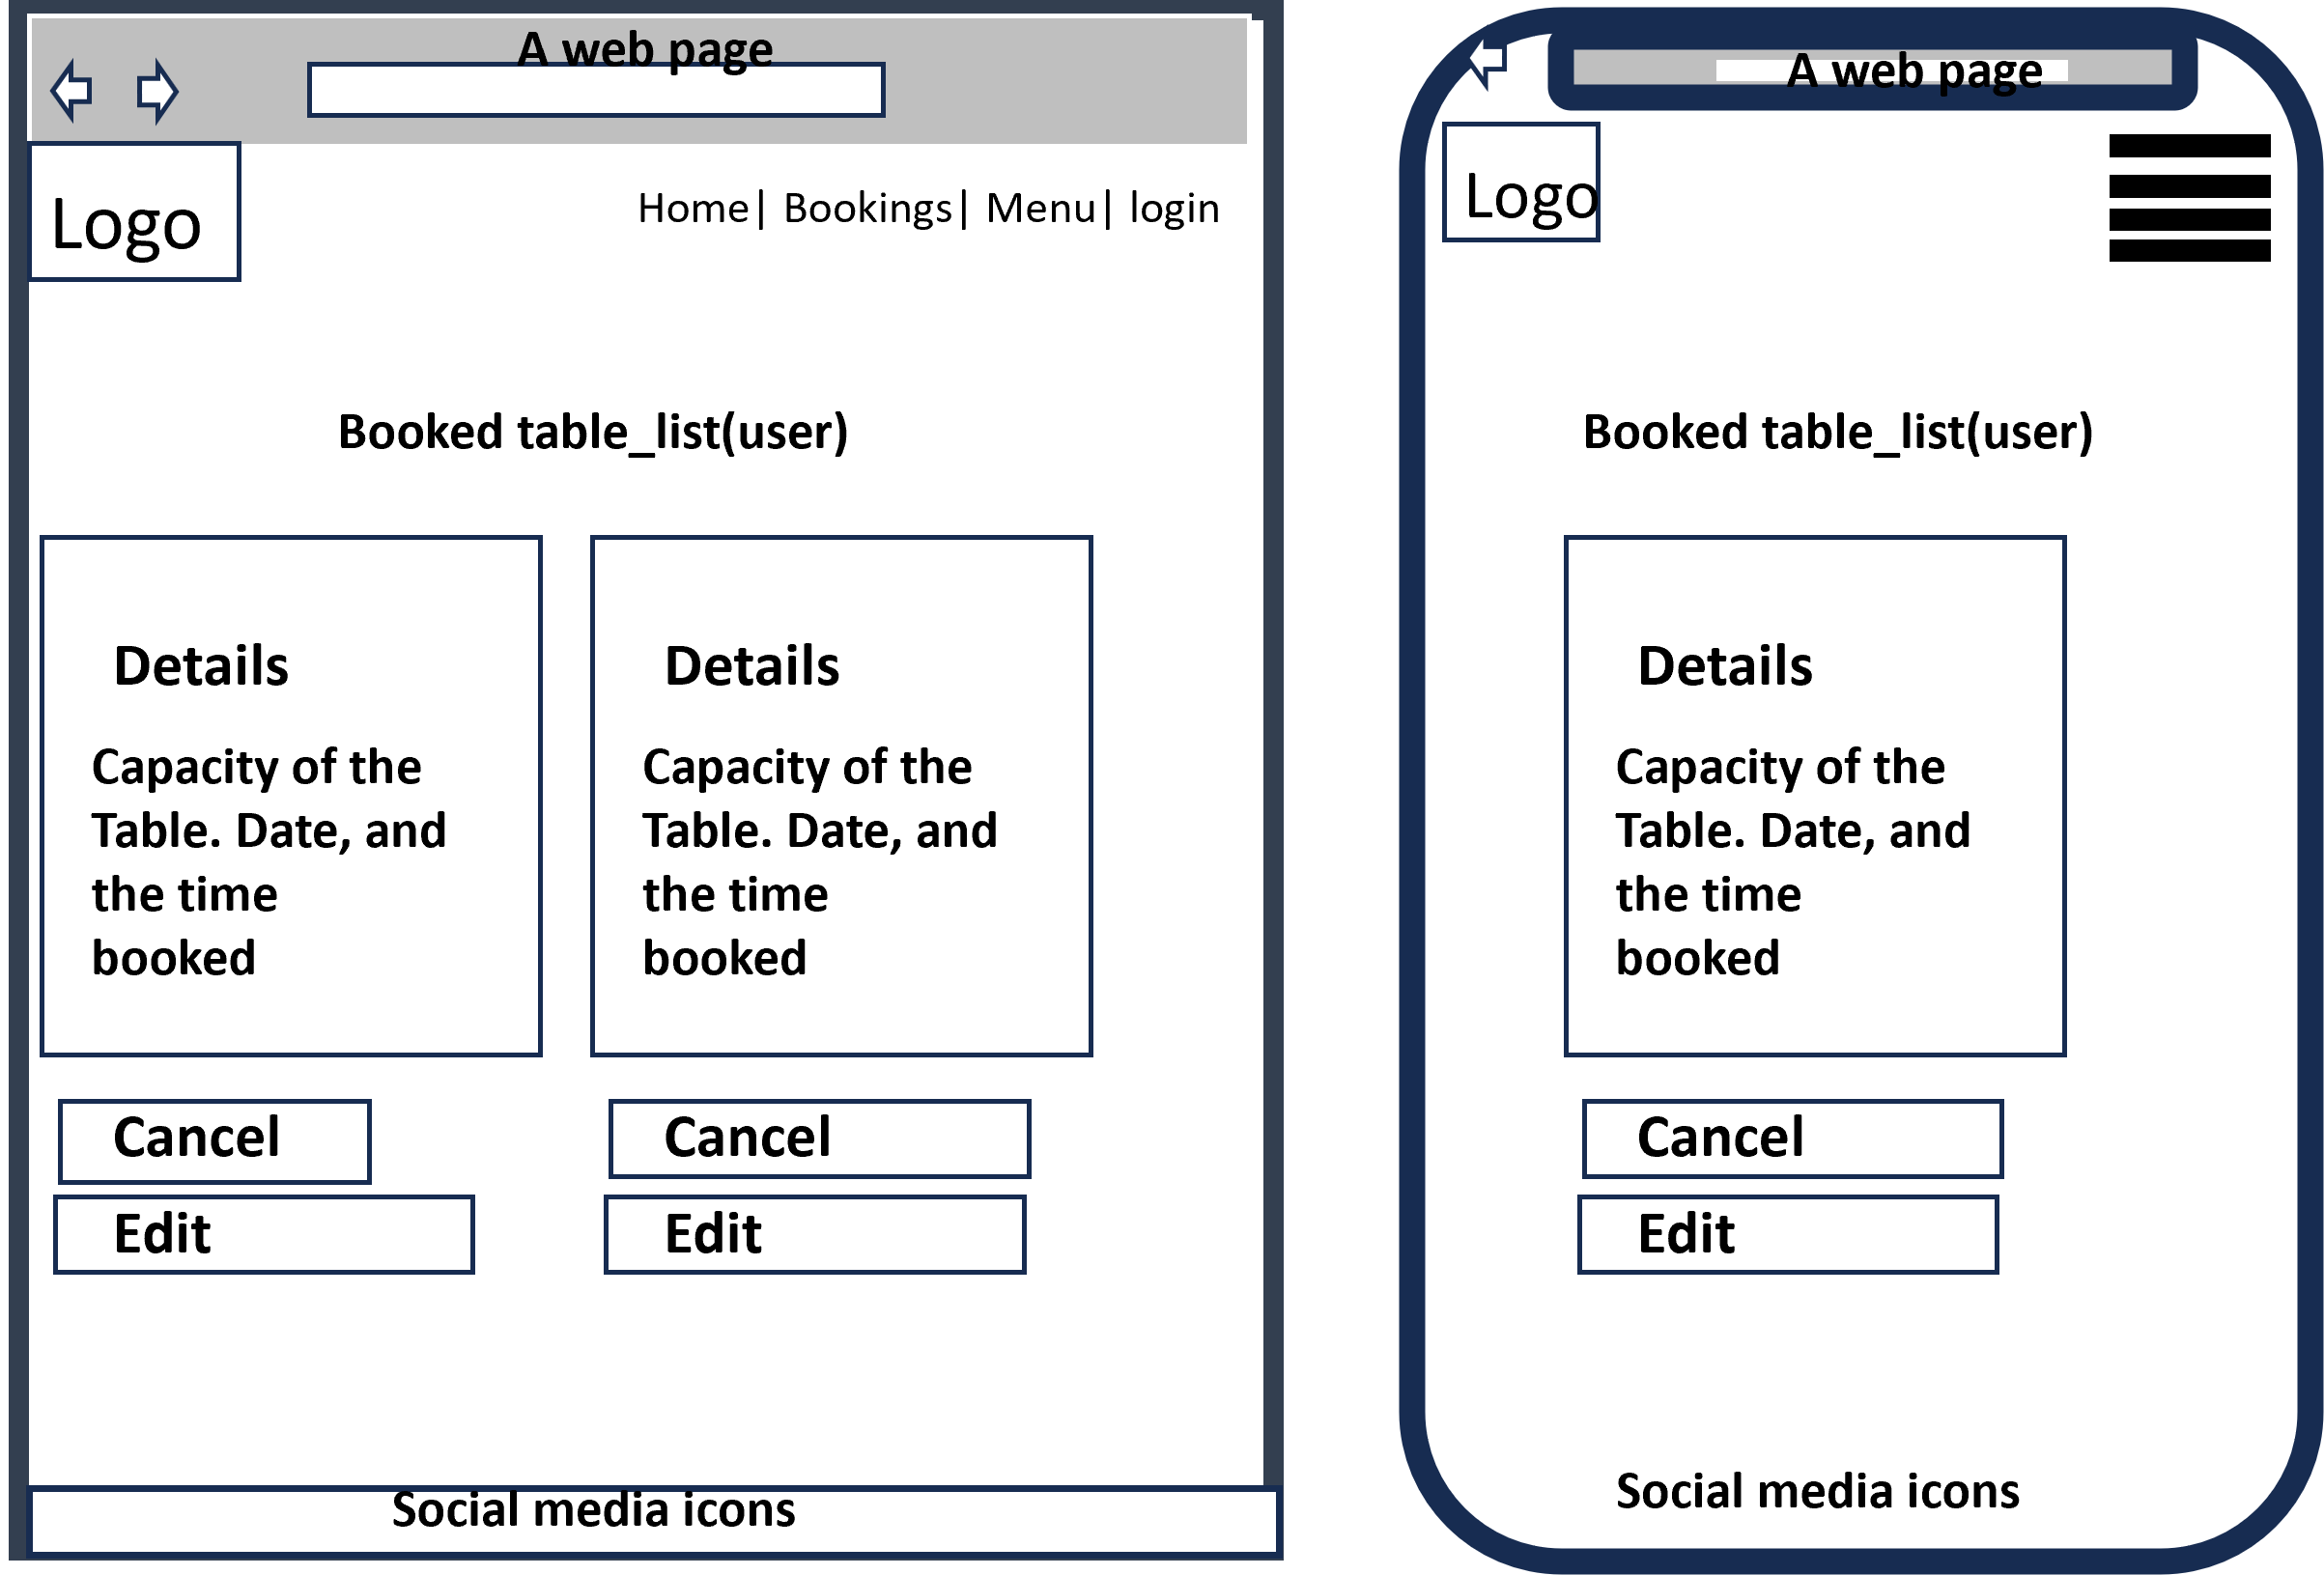 A web page
Logo
Home| Bookings| Menu| login
Booked table_list(user)
Details
Capacity of the
Table. Date, and
the time
booked
Cancel
Edit
Details
Capacity of the
Table. Date, and
the time
booked
Cancel
Edit
Social media icons
A web page
Logo
Booked table_list(user)
Details
Capacity of the
Table. Date, and
the time
booked
Cancel
Edit
Social media icons